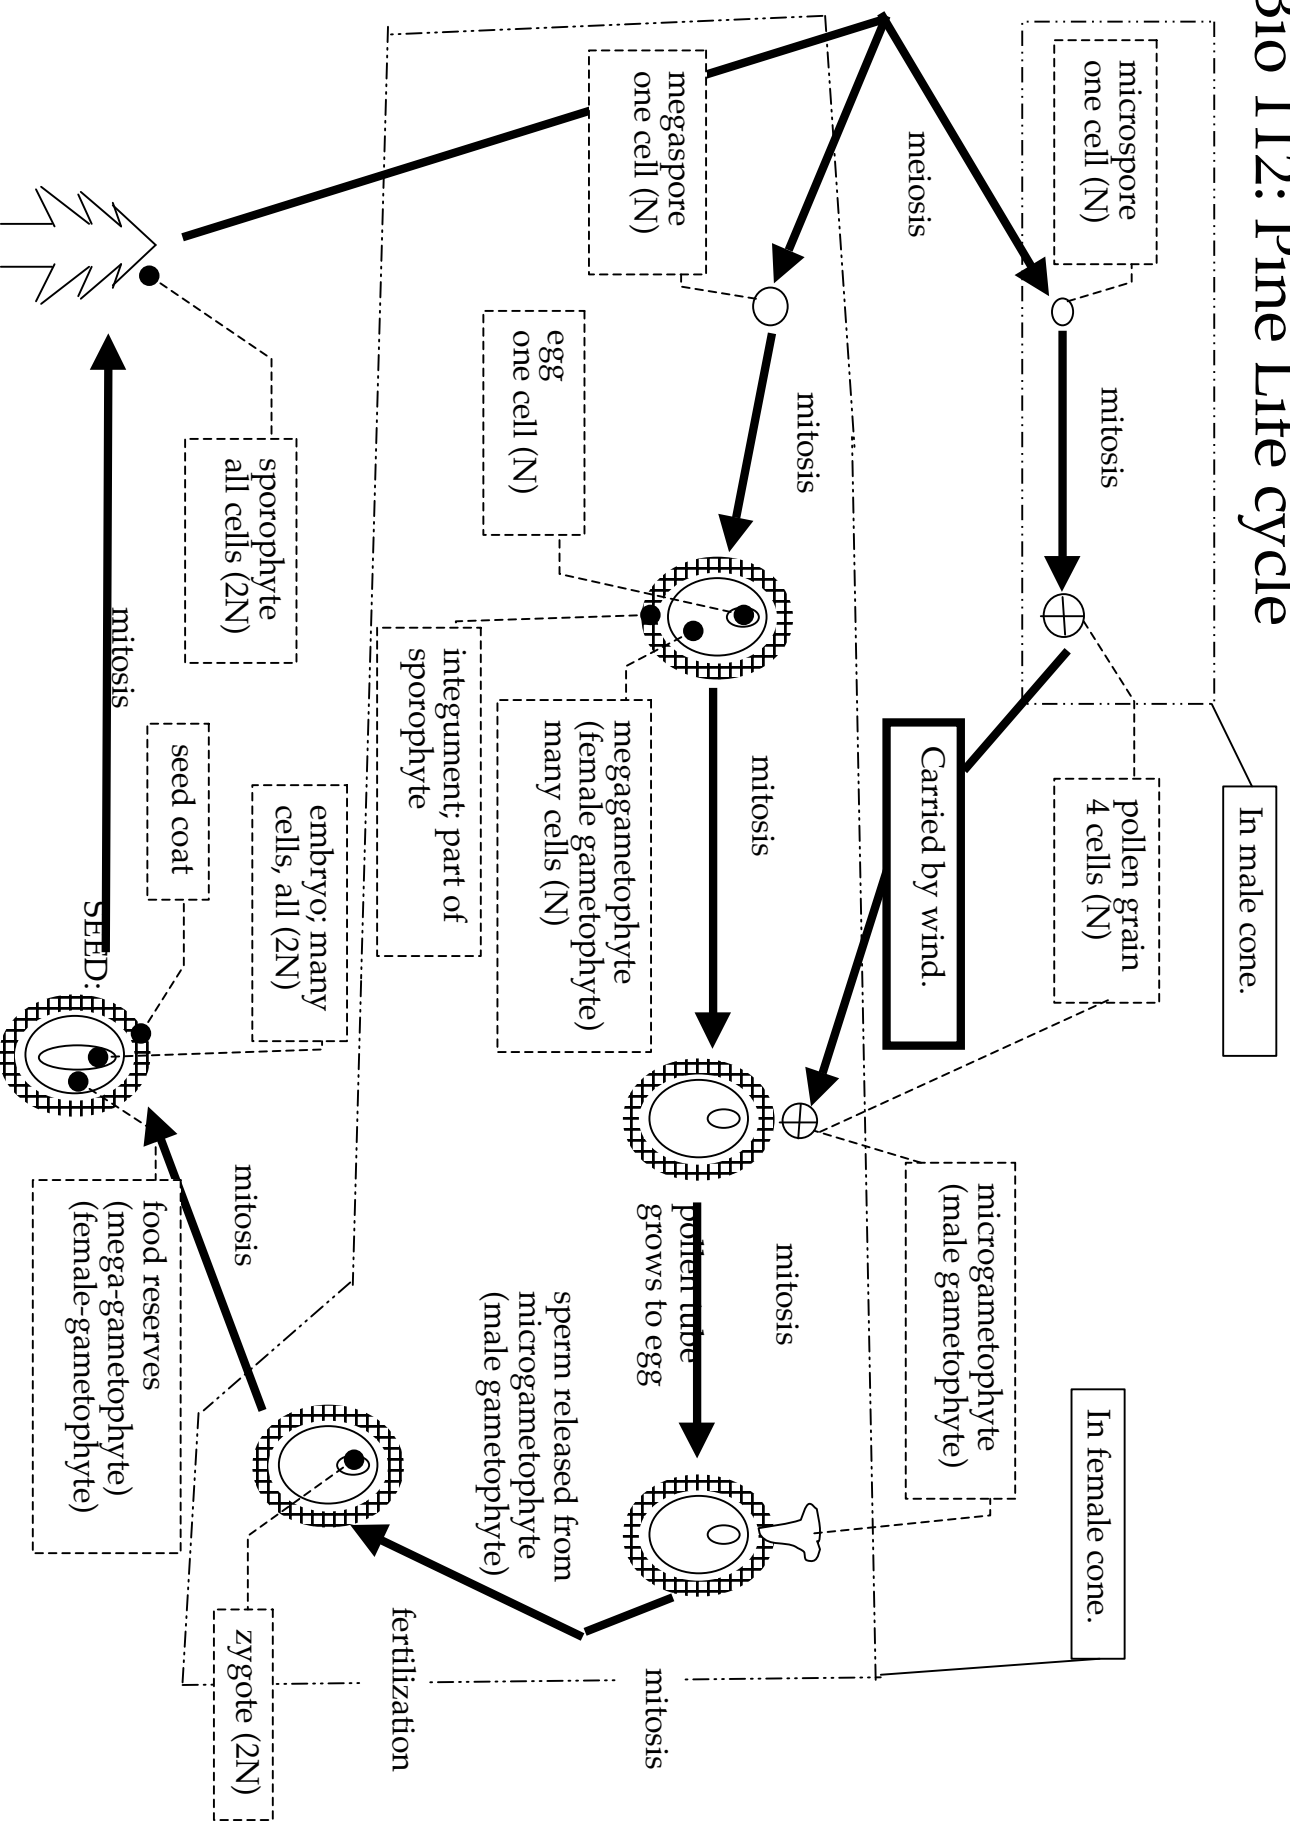 Bio 112: Pine Life cycle
In male cone.
microspore
one cell (N)
mitosis
pollen grain
4 cells (N)
In female cone.
meiosis
Carried by wind.
microgametophyte
(male gametophyte)
megaspore
one cell (N)
mitosis
mitosis
mitosis
pollen tube
grows to egg
mitosis
egg
one cell (N)
megagametophyte
(female gametophyte)
many cells (N)
sperm released from
microgametophyte
(male gametophyte)
integument; part of
sporophyte
fertilization
sporophyte
all cells (2N)
embryo; many
cells, all (2N)
mitosis
zygote (2N)
seed coat
mitosis
SEED:
food reserves
(mega-gametophyte)
(female-gametophyte)